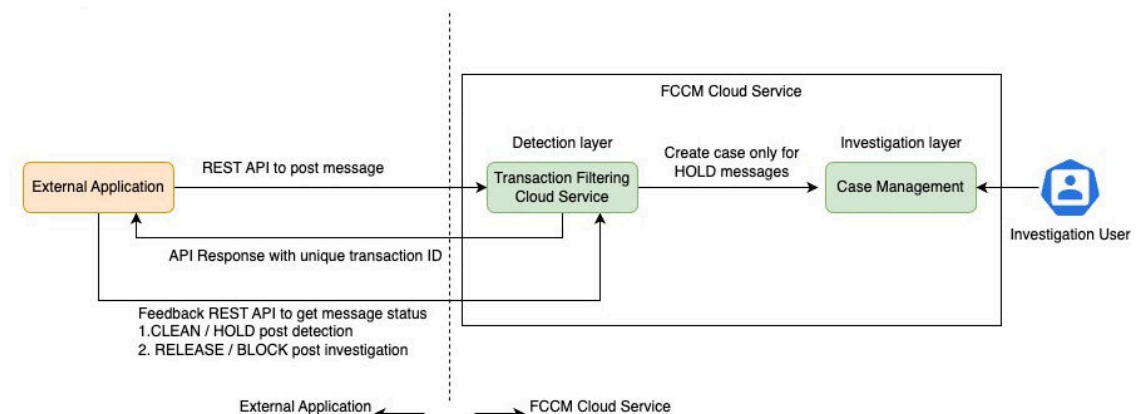 FCCM Cloud Service
Detection layer
Create case only for
HOLD messages
Investigation layer
REST API to post message
External Application
Transaction Filtering
Cloud Service
Case Management
Investigation User
API Response with unique transaction ID
Feedback REST API to get message status
1.CLEAN / HOLD post detection
2. RELEASE / BLOCK post investigation
External Application
FCCM Cloud Service